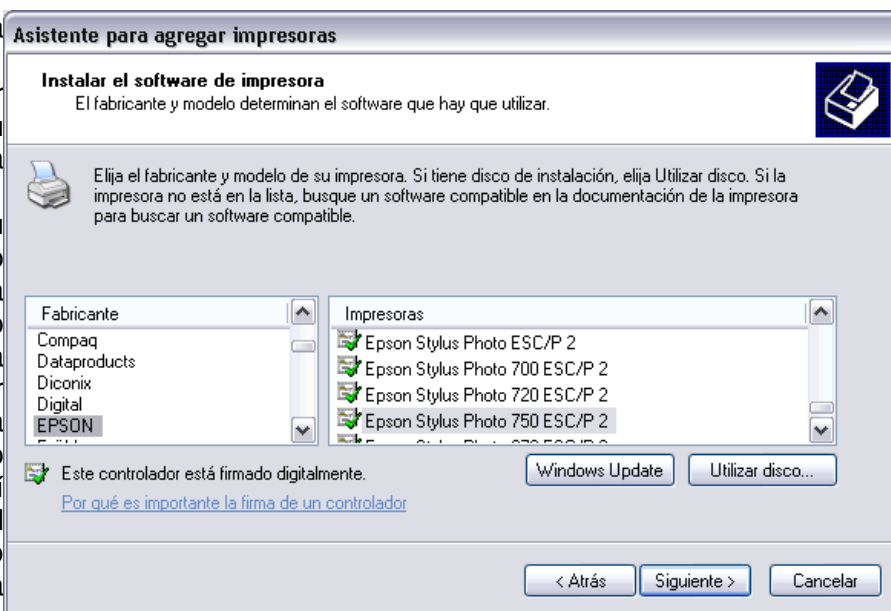 Asistente para agregar impresoras
Instalar el software de impresora
El fabricante y modelo determinan el software que hay que utilizar.
Elija el fabricante y modelo de su impresora. Si tiene disco de instalación, elija Utilizar disco. Si la
impresora no está en la lista, busque un software compatible en la documentación de la impresora
para buscar un software compatible.
Fabricante
Compaq
Dataproducts
Diconix
Digital
EPSON
Impresoras
Epson Stylus Photo ESC/P 2
Epson Stylus Photo 700 ESC/P 2
Epson Stylus Photo 720 ESC/P 2
Epson Stylus Photo 750 ESC/P 2
Este controlador está firmado digitalmente.
Por qué es importante la firma de un controlador
Windows Update
Utilizar disco...
< Atrás
Siguiente >
Cancelar